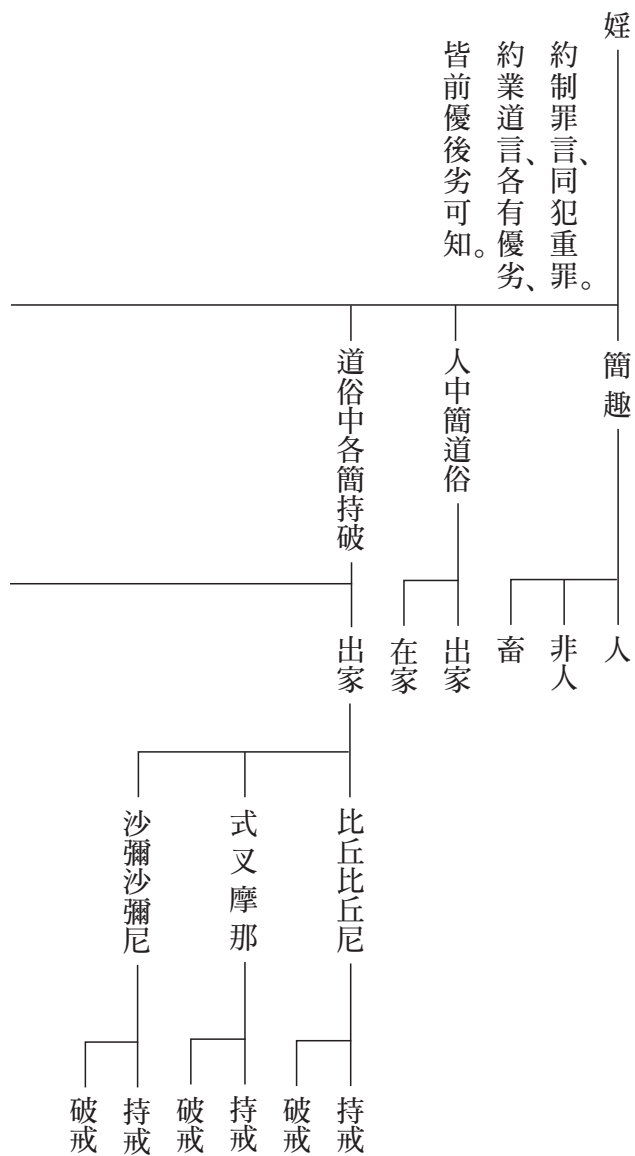 婬
約制罪言、同犯重罪。
約業道言、各有優劣、
皆前優後劣可知。
簡趣
人
非人
畜
人中簡道俗
出家
在家
道俗中各簡持破
出家
比丘比丘尼
持戒
破戒
式叉摩那
持戒
破戒
沙彌沙彌尼
持戒
破戒